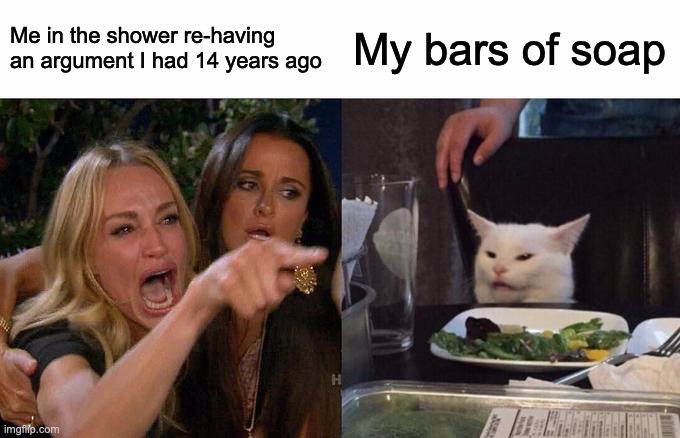 Me in the shower re-having
an argument I had 14 years ago
My bars of soap
H
imgflip.com